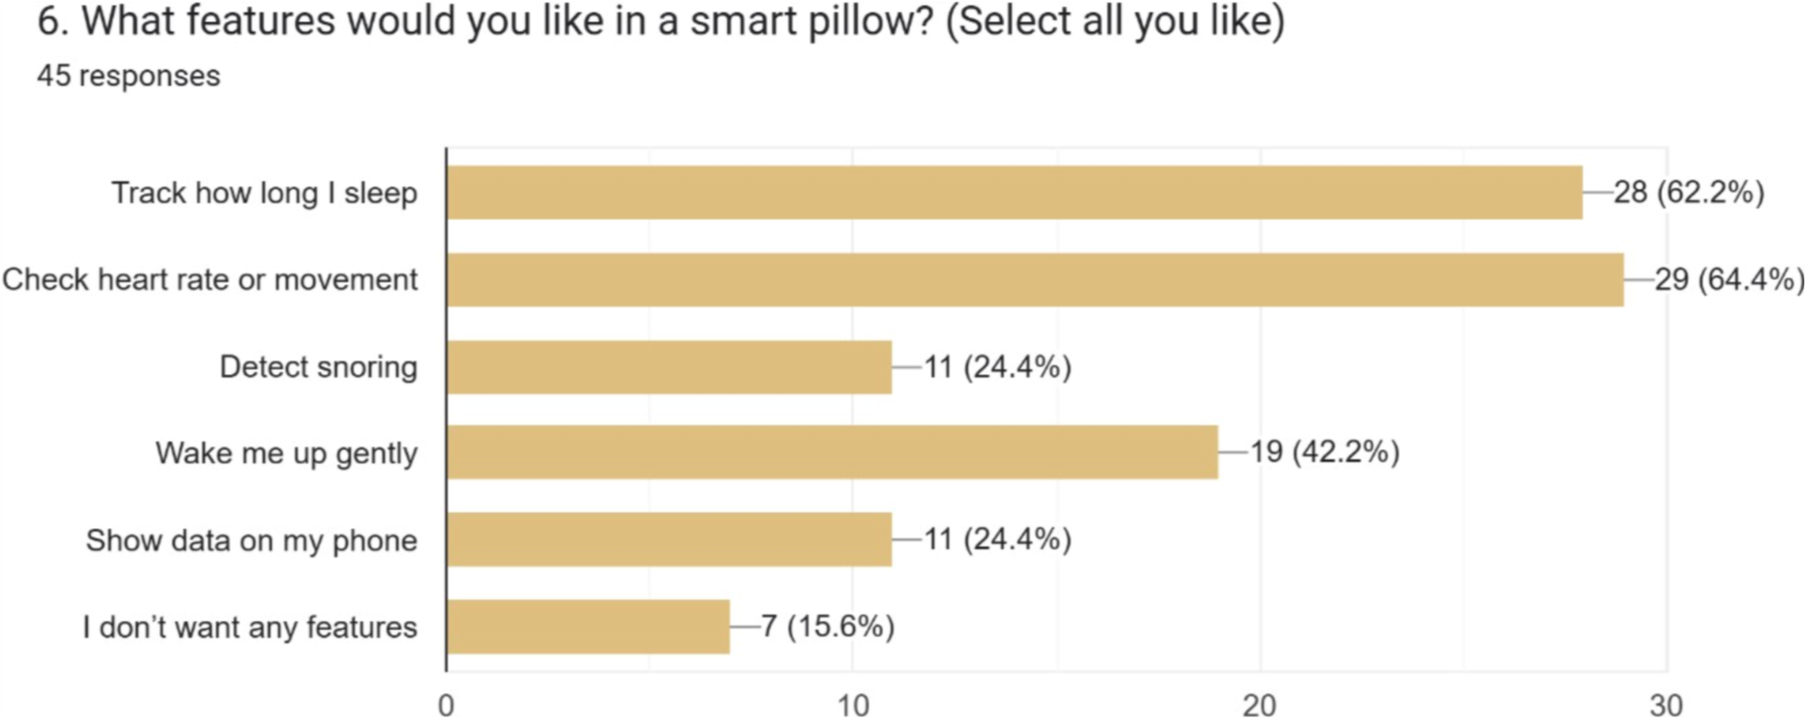 6. What features would you like in a smart pillow? (Select all you like)
45 responses
Track how long I sleep
28 (62.2%)
Check heart rate or movement
29 (64.4%)
Detect snoring
11 (24.4%)
Wake me up gently
19 (42.2%)
Show data on my phone
11 (24.4%)
I don’t want any features
7 (15.6%)
0 10 20 30